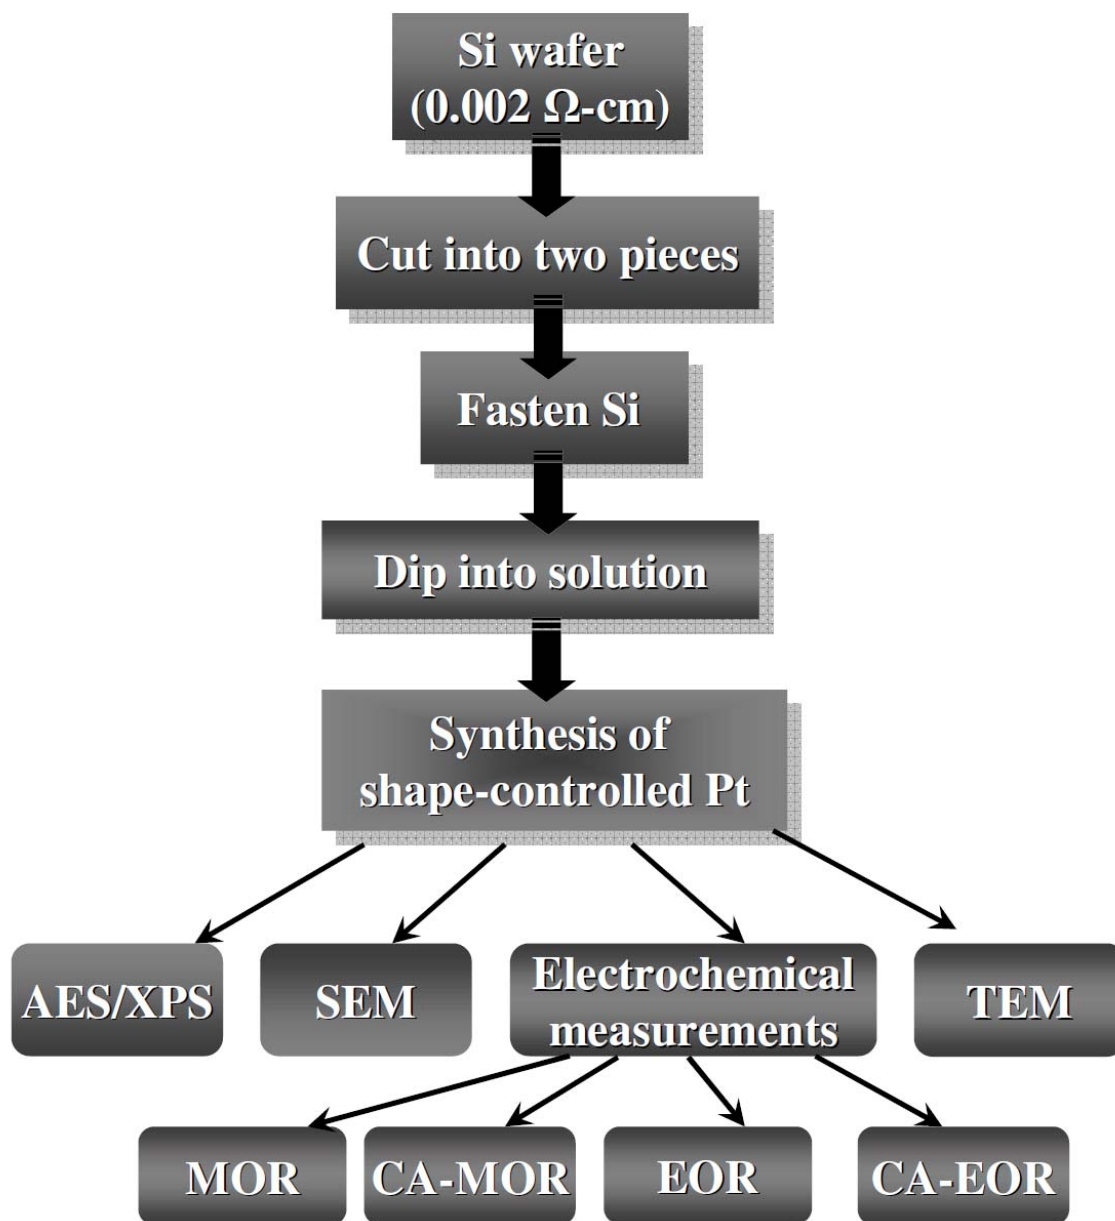 Si wafer
(0.002 Ω-cm)
Cut into two pieces
Fasten Si
Dip into solution
Synthesis of
shape-controlled Pt
AES/XPS
SEM
Electrochemical
measurements
TEM
MOR
CA-MOR
EOR
CA-EOR